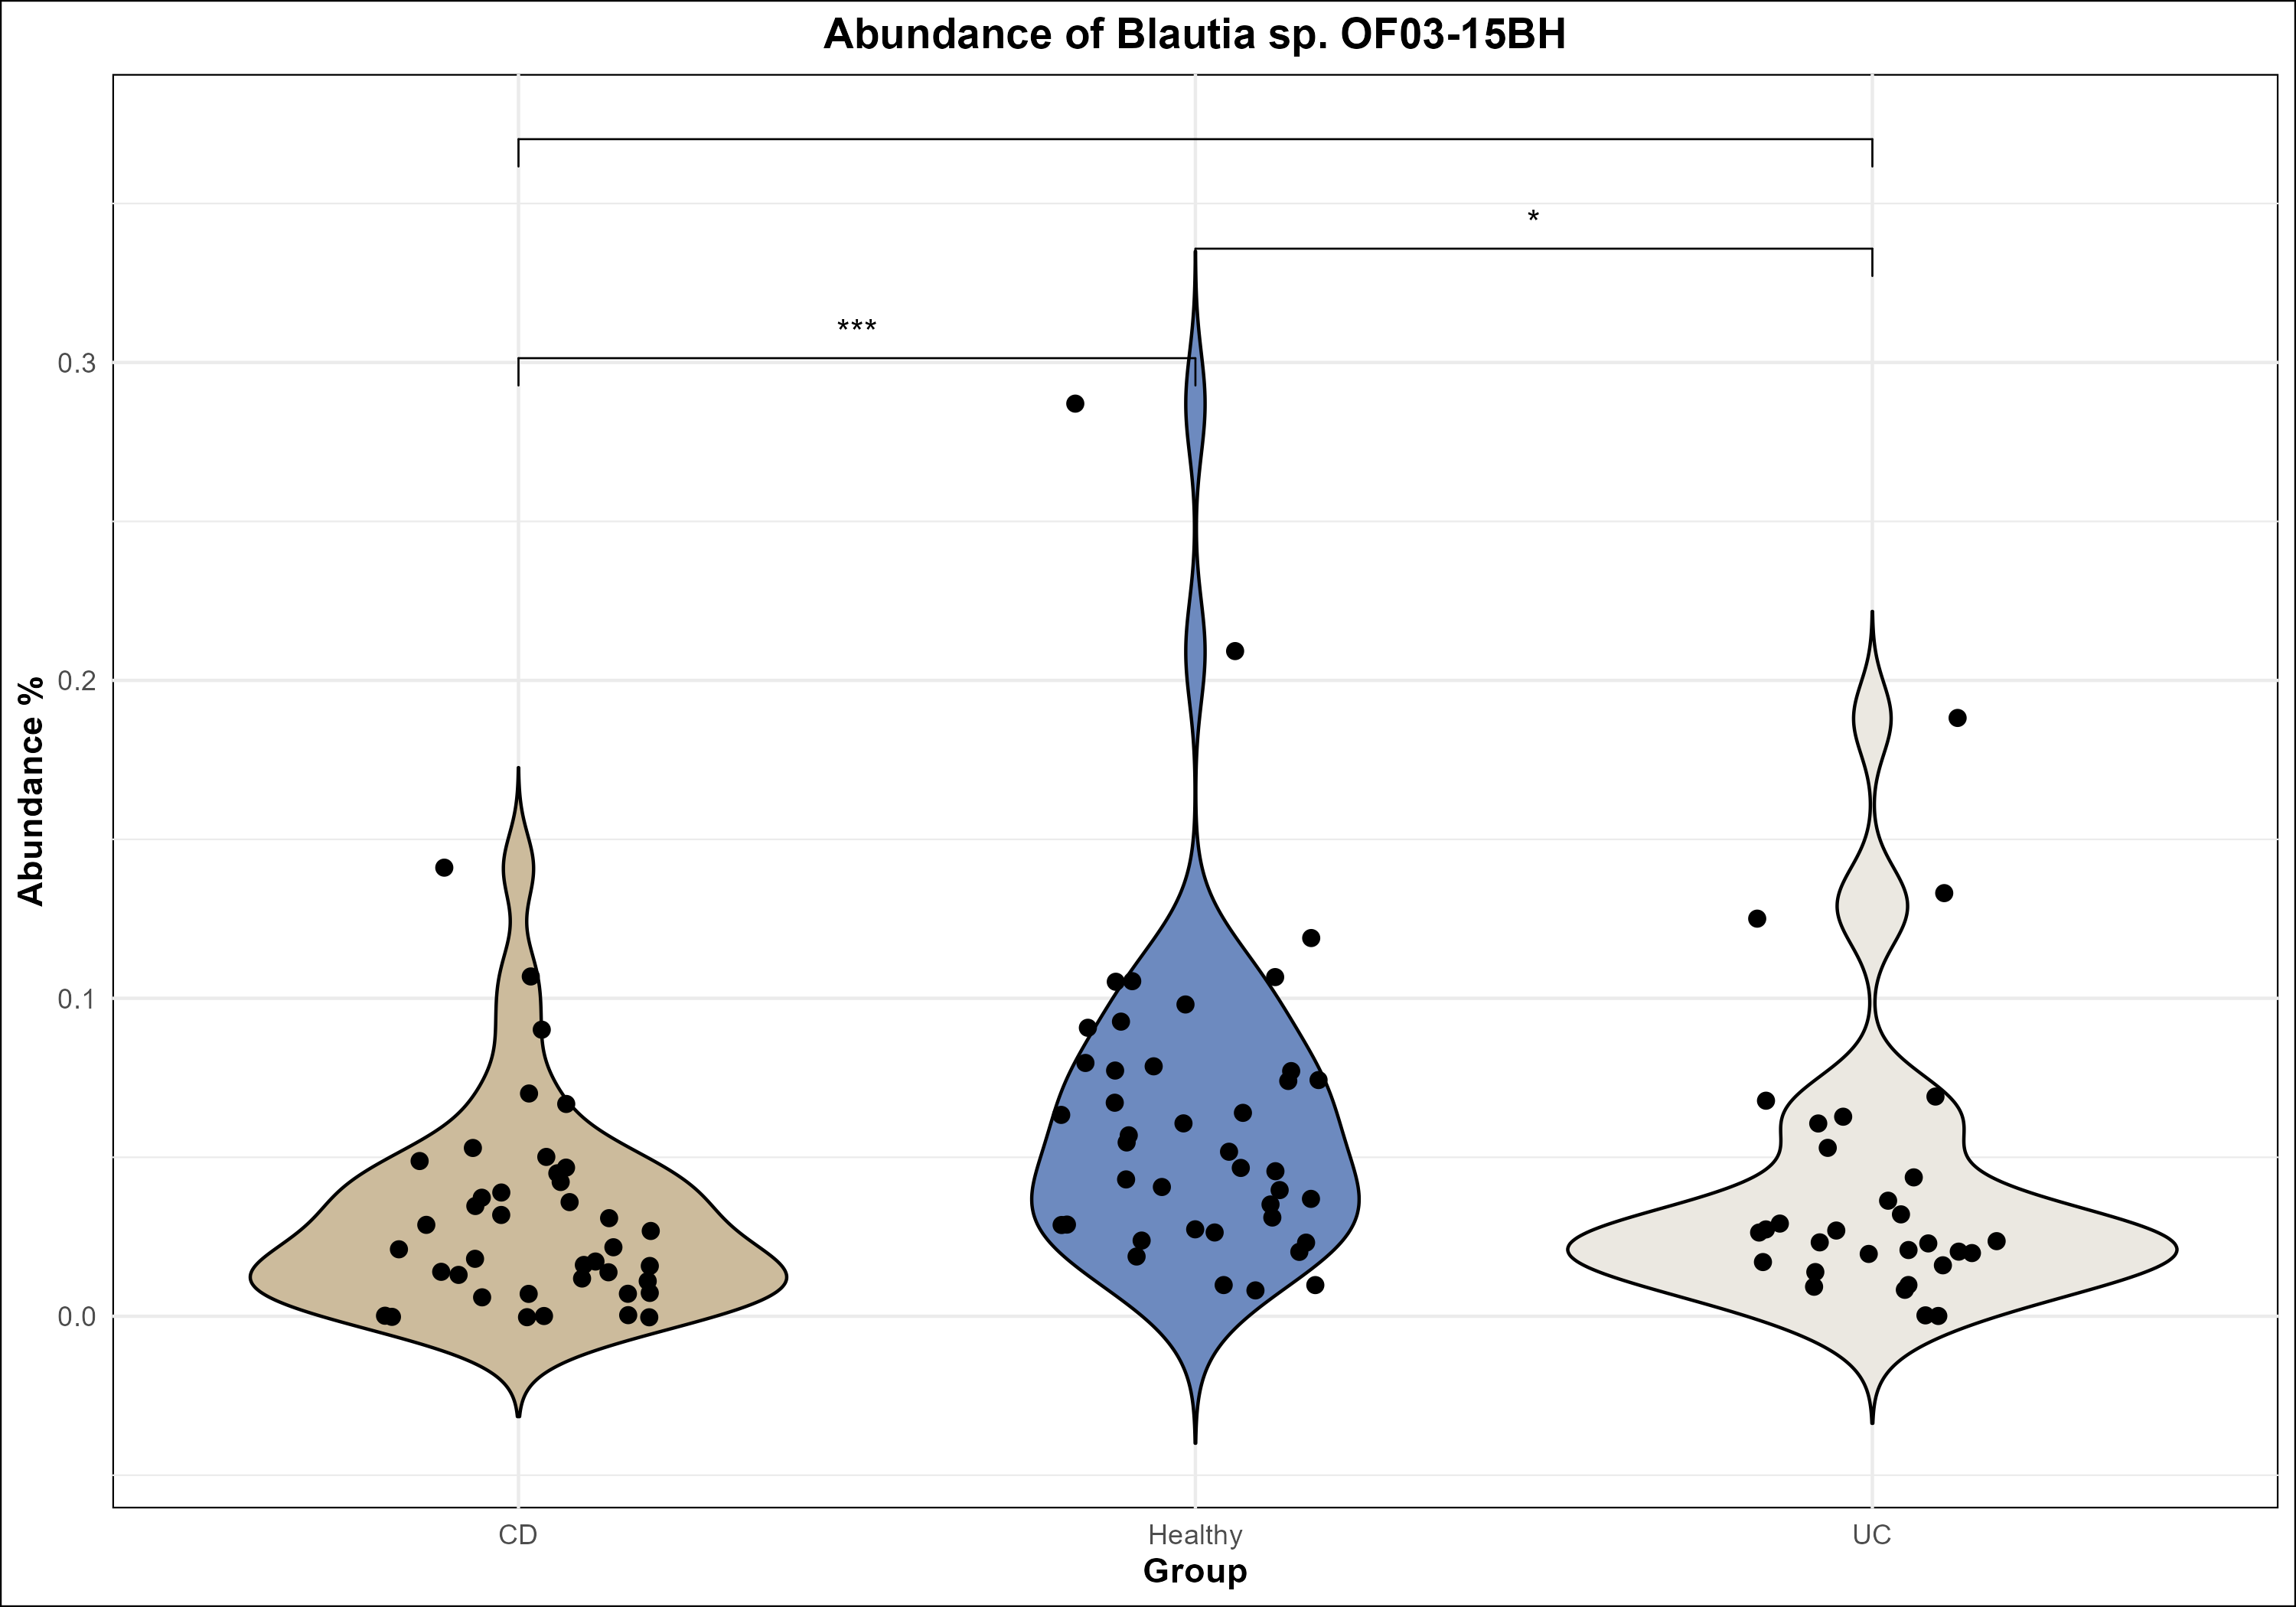 Abundance of Blautia sp. OF03-15BH
*
***
0.3
0.2
0.1
0.0
Abundance %
CD Healthy UC
Group